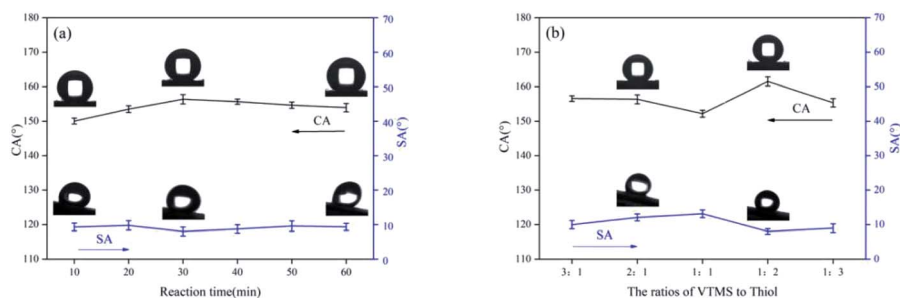 (a)
180
170
160
150
140
130
120
110
CA(°)
70
60
50
40
30
20
10
0
SA(°)
CA
SA
10 20 30 40 50 60
Reaction time(min)
(b)
180
170
160
150
140
130
120
110
CA(°)
70
60
50
40
30
20
10
0
SA(°)
CA
SA
3：1 2：1 1：1 1：2 1：3
The ratios of VTMS to Thiol